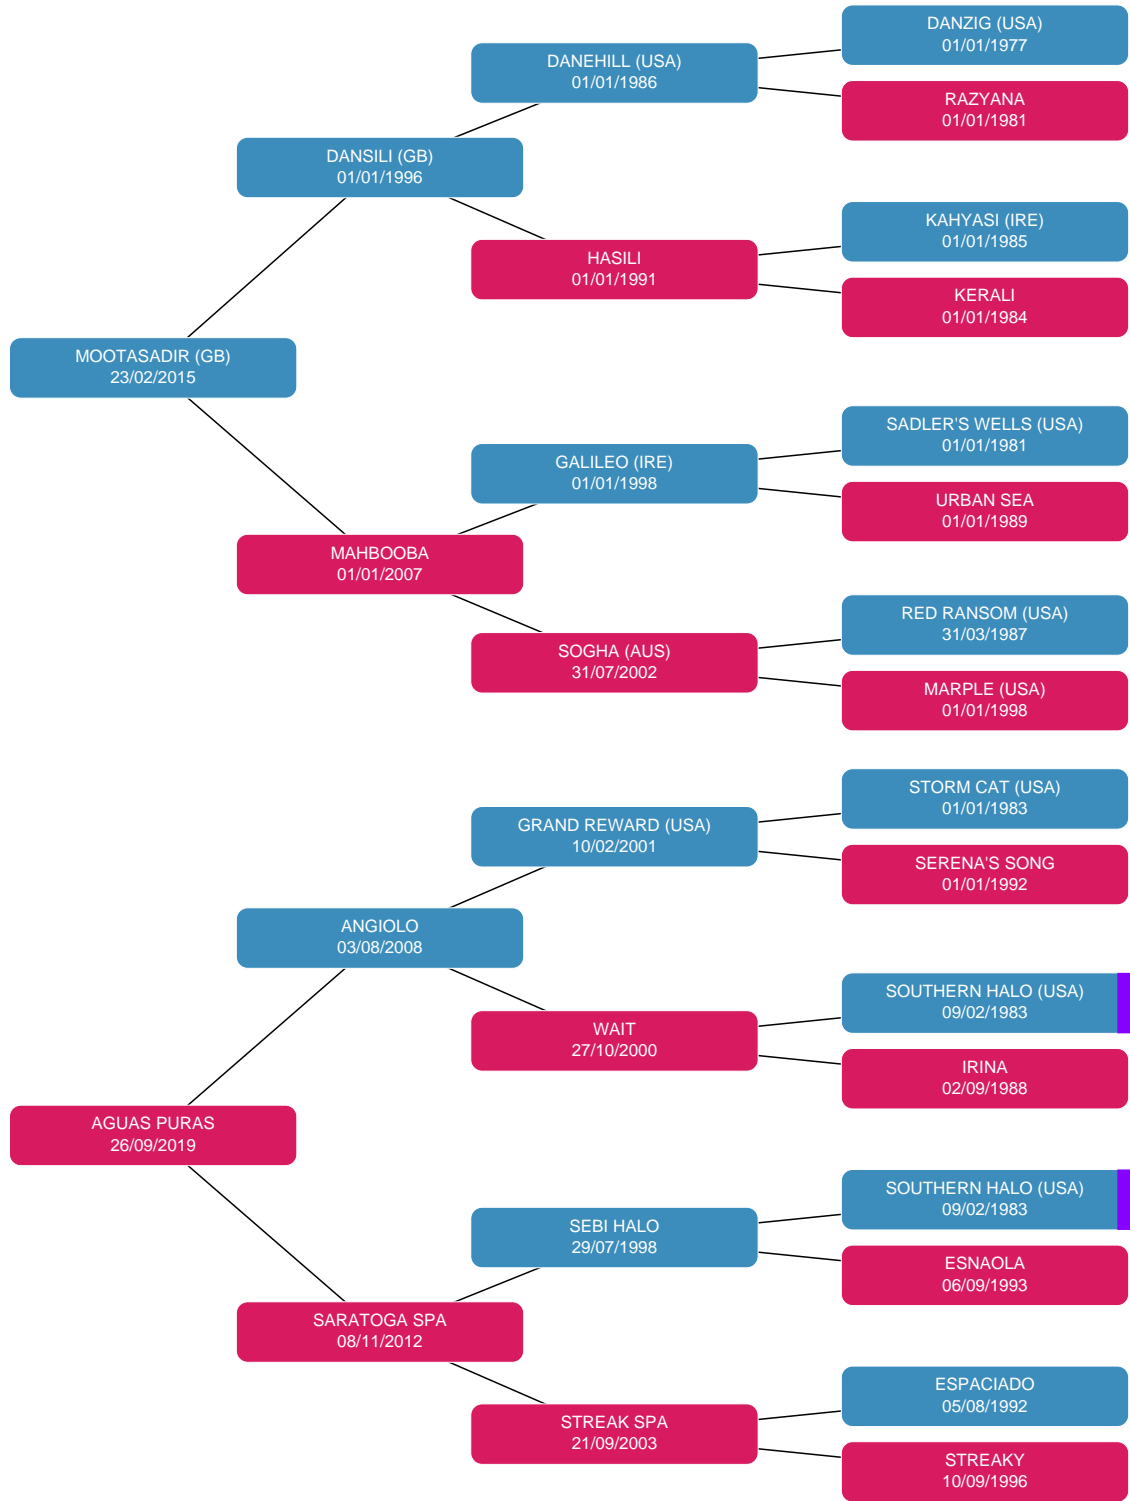 DANZIG (USA)
01/01/1977
DANEHILL (USA)
01/01/1986
RAZYANA
01/01/1981
DANSILI (GB)
01/01/1996
KAHYASI (IRE)
01/01/1985
HASILI
01/01/1991
KERALI
01/01/1984
MOOTASADIR (GB)
23/02/2015
SADLER'S WELLS (USA)
01/01/1981
GALILEO (IRE)
01/01/1998
URBAN SEA
01/01/1989
MAHBOOBA
01/01/2007
RED RANSOM (USA)
31/03/1987
SOGHA (AUS)
31/07/2002
MARPLE (USA)
01/01/1998
STORM CAT (USA)
01/01/1983
GRAND REWARD (USA)
10/02/2001
SERENA'S SONG
01/01/1992
ANGIOLO
03/08/2008
SOUTHERN HALO (USA)
09/02/1983
WAIT
27/10/2000
IRINA
02/09/1988
AGUAS PURAS
26/09/2019
SOUTHERN HALO (USA)
09/02/1983
SEBI HALO
29/07/1998
ESNAOLA
06/09/1993
SARATOGA SPA
08/11/2012
ESPACIADO
05/08/1992
STREAK SPA
21/09/2003
STREAKY
10/09/1996